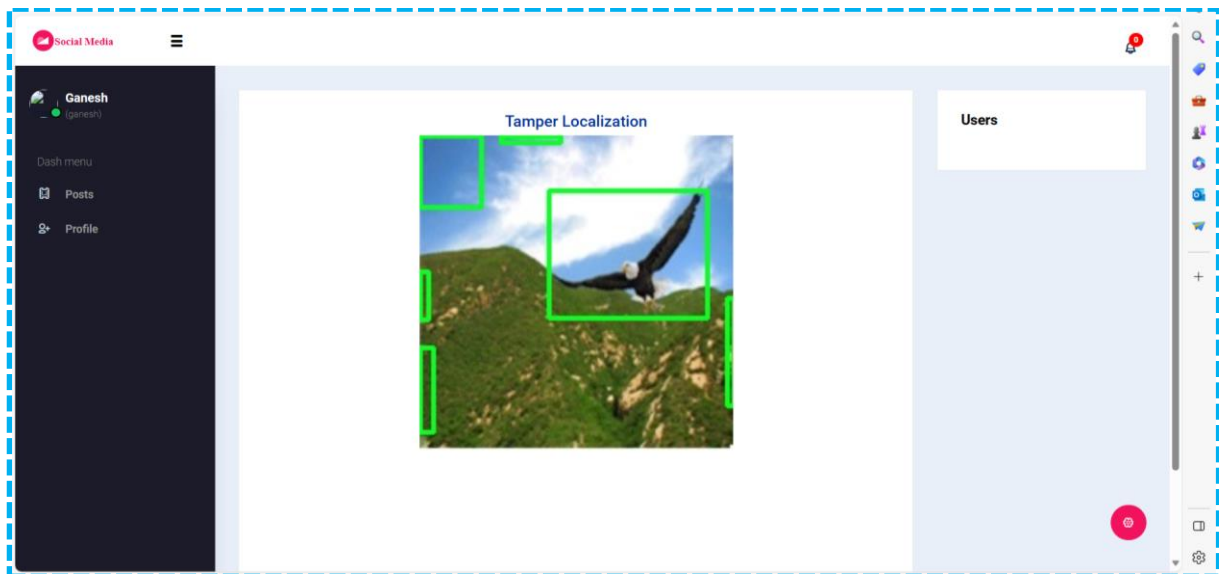 Social Media
0
Ganesh
(ganesh)
Dash menu
Posts
Profile
Tamper Localization
Users